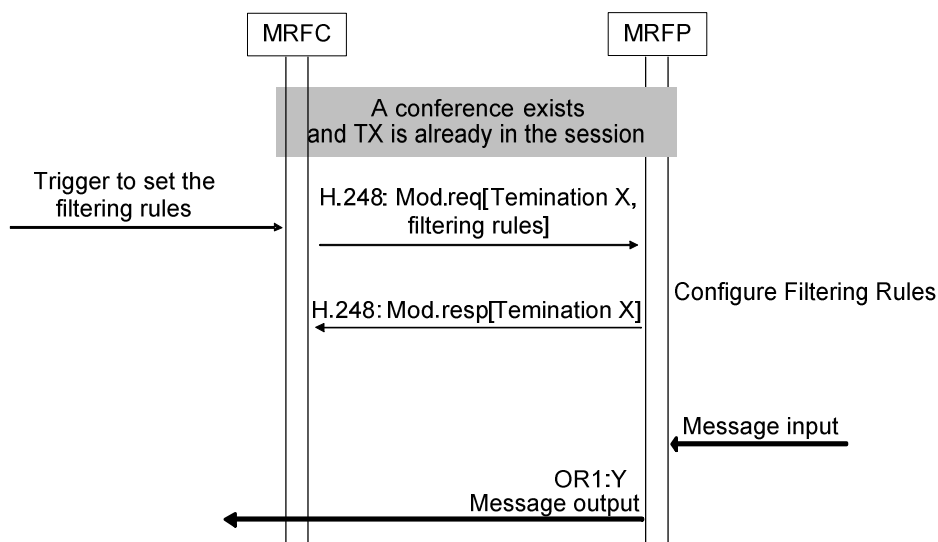 MRFC
MRFP
A conference exists
and TX is already in the session
Trigger to set the
filtering rules
H.248: Mod.req[Temination X,
filtering rules]
Configure Filtering Rules
H.248: Mod.resp[Temination X]
Message input
OR1:Y
Message output